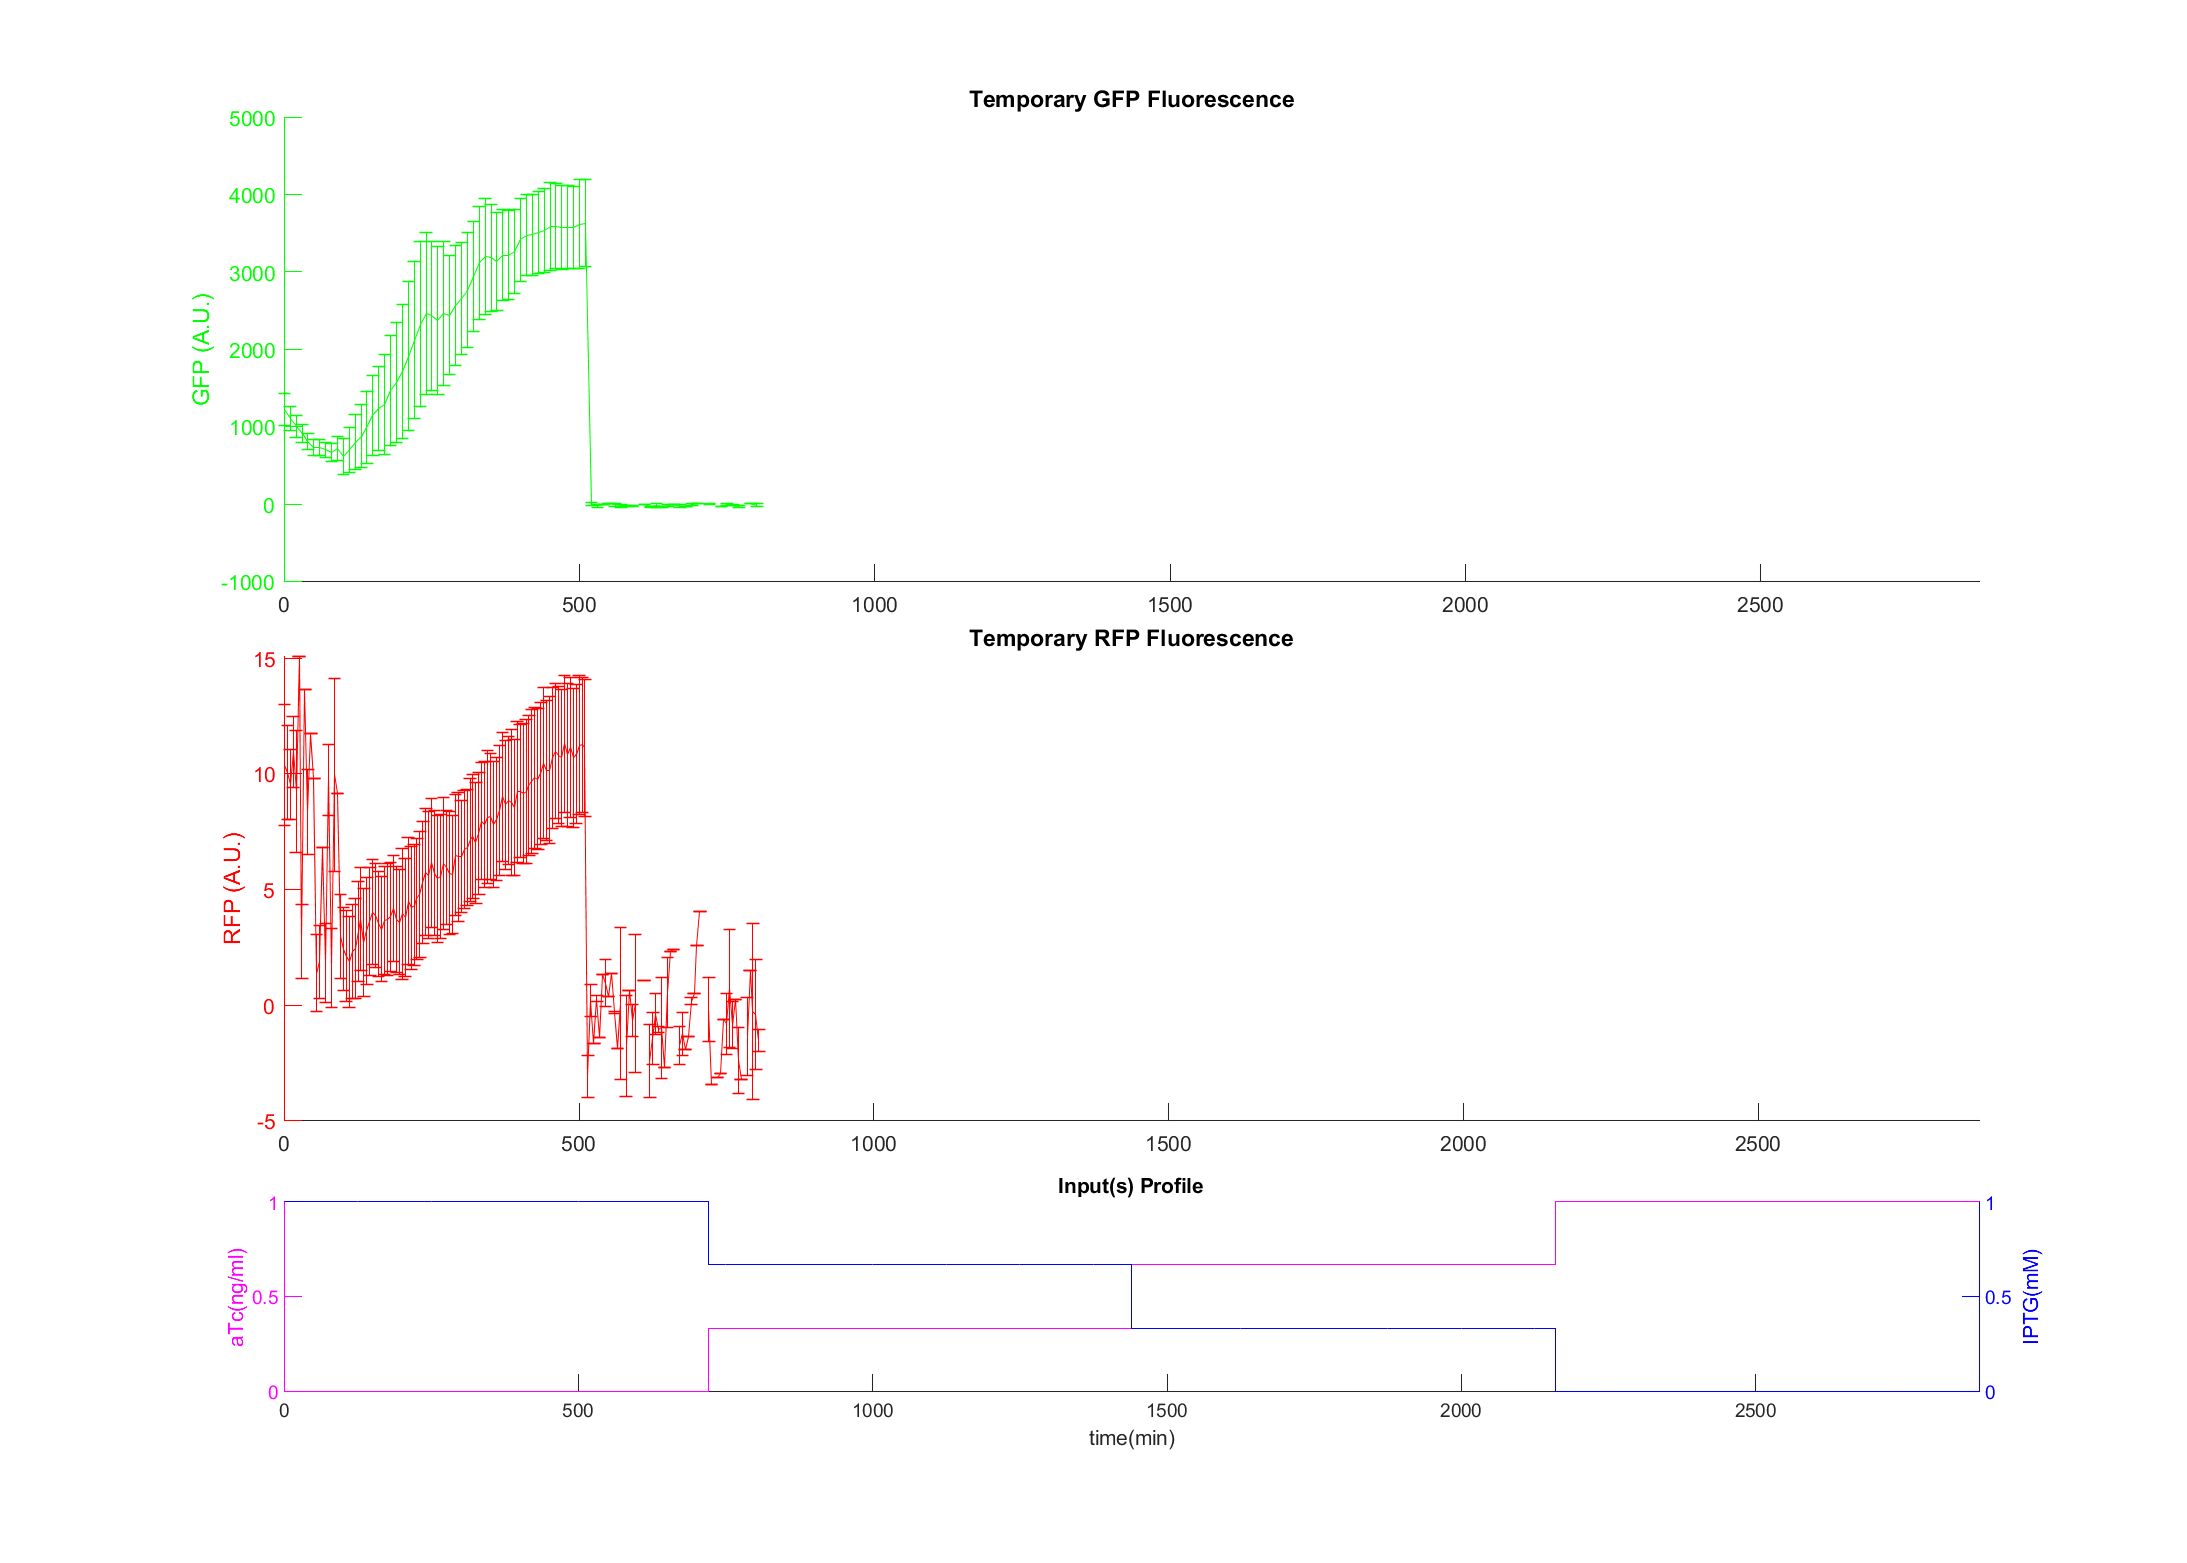 Temporary GFP Fluorescence
5000
4000
3000
2000
1000
0
-1000
GFP (A.U.)
0 500 1000 1500 2000 2500
Temporary RFP Fluorescence
15
10
5
0
-5
RFP (A.U.)
0 500 1000 1500 2000 2500
Input(s) Profile
1
0.5
0
aTc(ng/ml)
1
0.5
0
IPTG(mM)
0 500 1000 1500 2000 2500
time(min)